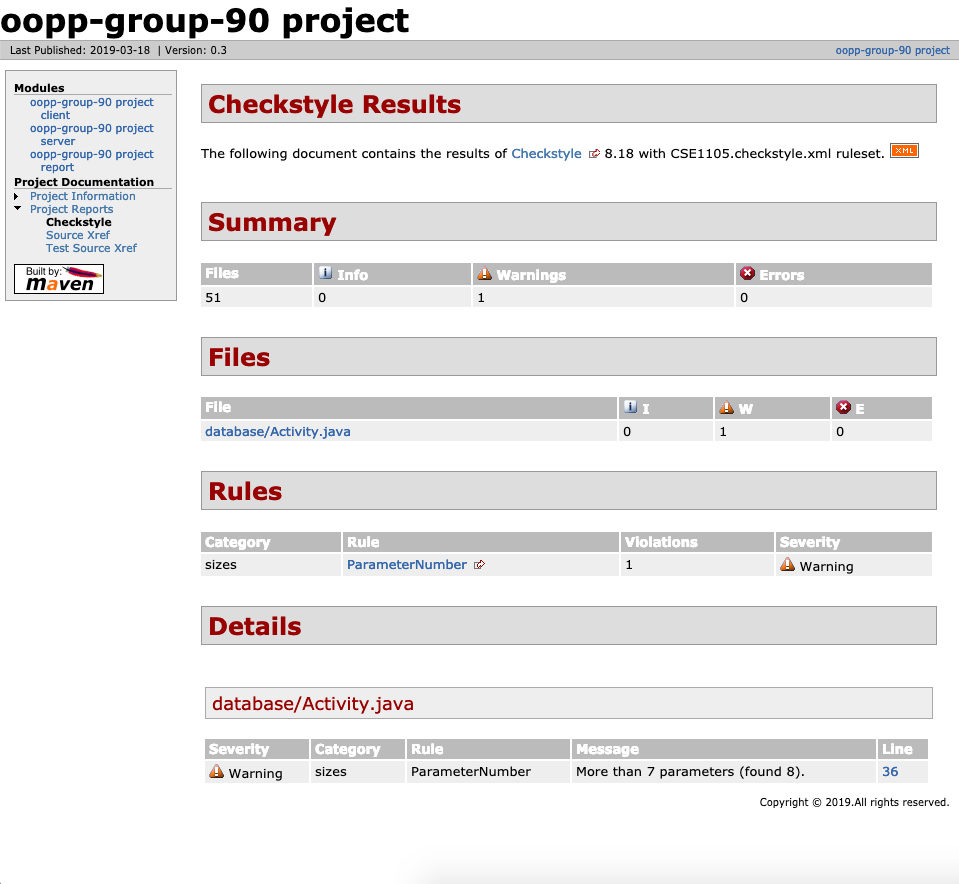 oopp-group-90 project
Last Published: 2019-03-18 | Version: 0.3
oopp-group-90 project
Modules
oopp-group-90 project
client
oopp-group-90 project
server
oopp-group-90 project
report
Project Documentation
Project Information
Project Reports
Checkstyle
Source Xref
Test Source Xref
Built by:
maven
Checkstyle Results
The following document contains the results of Checkstyle 8.18 with CSE1105.checkstyle.xml ruleset. XML
Summary
Files Info Warnings Errors
51 0 1 0
Files
File I W E
database/Activity.java 0 1 0
Rules
Category Rule Violations Severity
sizes ParameterNumber 1 Warning
Details
database/Activity.java
Severity Category Rule Message Line
Warning sizes ParameterNumber More than 7 parameters (found 8). 36
Copyright © 2019.All rights reserved.